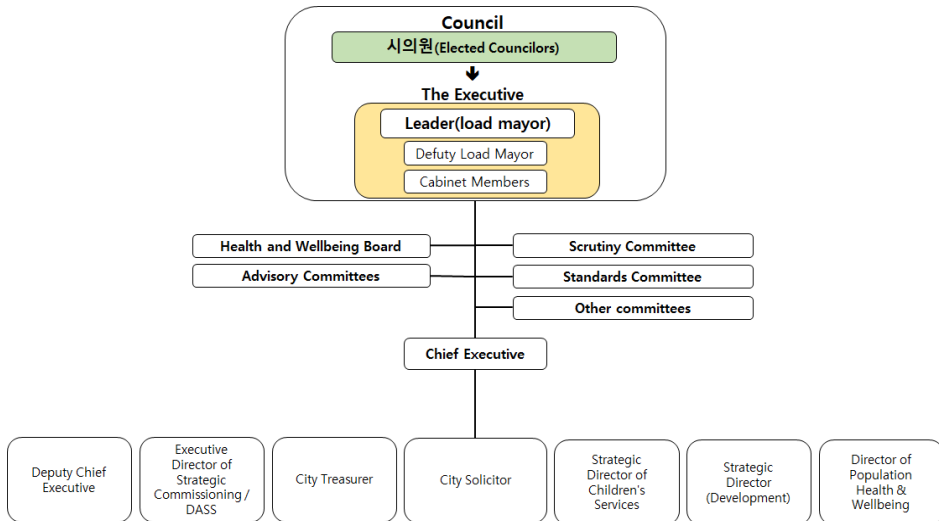 Council
시의원(Elected Councilors)
The Executive
Leader(load mayor)
Defuty Load Mayor
Cabinet Members
Health and Wellbeing Board
Scrutiny Committee
Advisory Committees
Standards Committee
Other committees
Chief Executive
Deputy Chief
Executive
Executive
Director of
Strategic
Commissioning /
DASS
City Treasurer
City Solicitor
Strategic
Director of
Children's
Services
Strategic
Director
(Development)
Director of
Population
Health &
Wellbeing